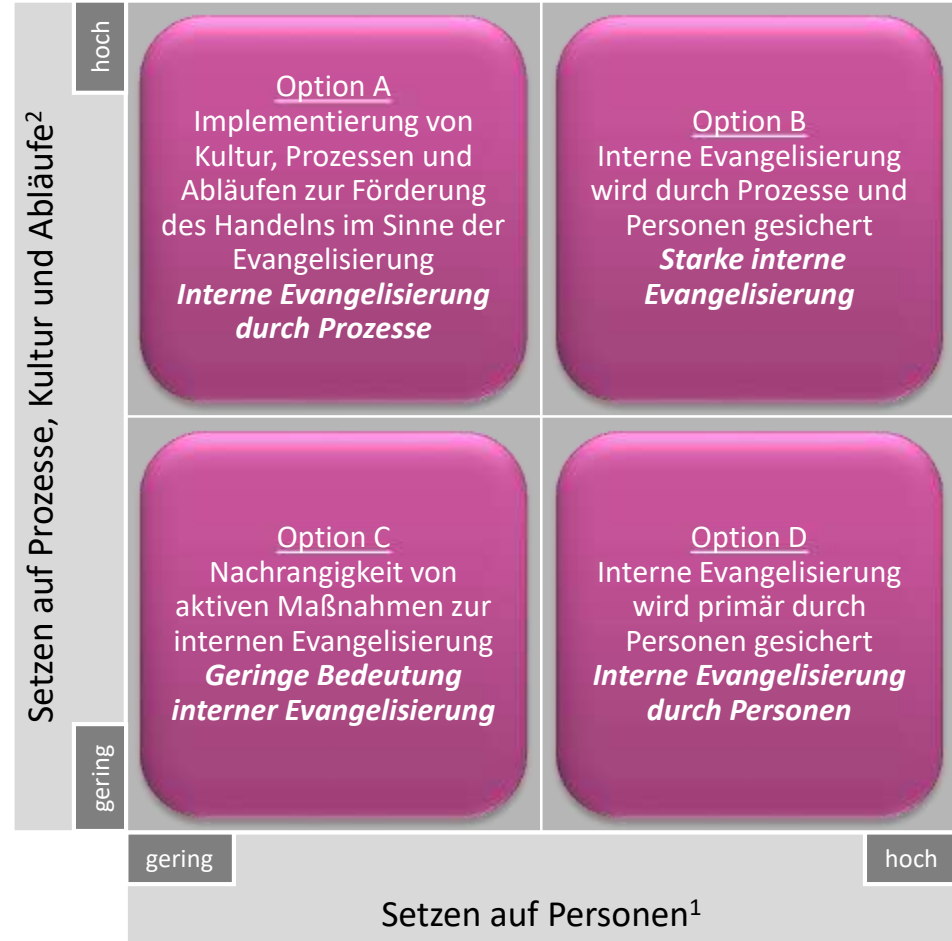 Setzen auf Prozesse, Kultur und Abläufe²
hoch
gering
Option A
Implementierung von
Kultur, Prozessen und
Abläufen zur Förderung
des Handelns im Sinne der
Evangelisierung
Interne Evangelisierung
durch Prozesse
Option B
Interne Evangelisierung
wird durch Prozesse und
Personen gesichert
Starke interne
Evangelisierung
Option C
Nachrangigkeit von
aktiven Maßnahmen zur
internen Evangelisierung
Geringe Bedeutung
interner Evangelisierung
Option D
Interne Evangelisierung
wird primär durch
Personen gesichert
Interne Evangelisierung
durch Personen
gering
hoch
Setzen auf Personen¹